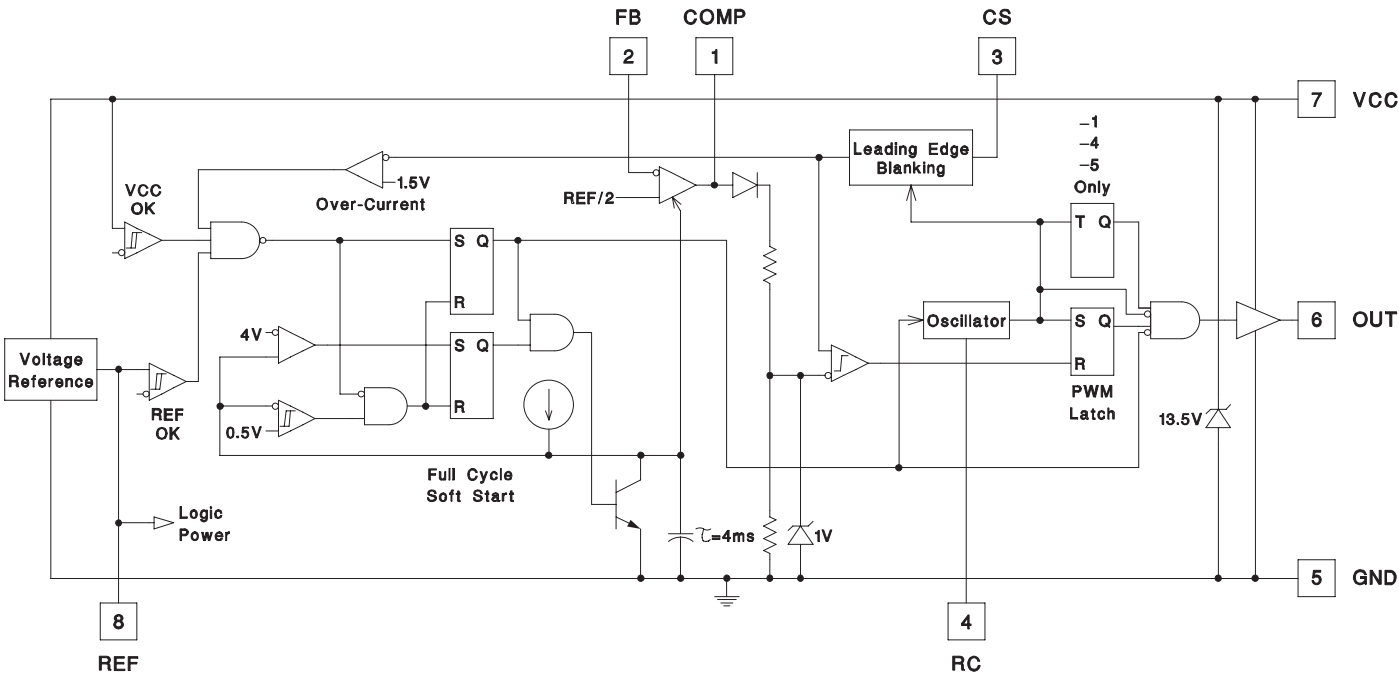 FB COMP CS
2 1 3
7 VCC
–1
–4
–5
Only
Leading Edge
Blanking
1.5V
Over-Current
VCC
OK
REF/2
T Q
S Q
R
4V
S Q
R
Oscillator
S Q
R
PWM
Latch
6 OUT
Voltage
Reference
REF
OK
0.5V
13.5V
Full Cycle
Soft Start
Logic
Power
τ=4ms
1V
5 GND
8
REF
4
RC